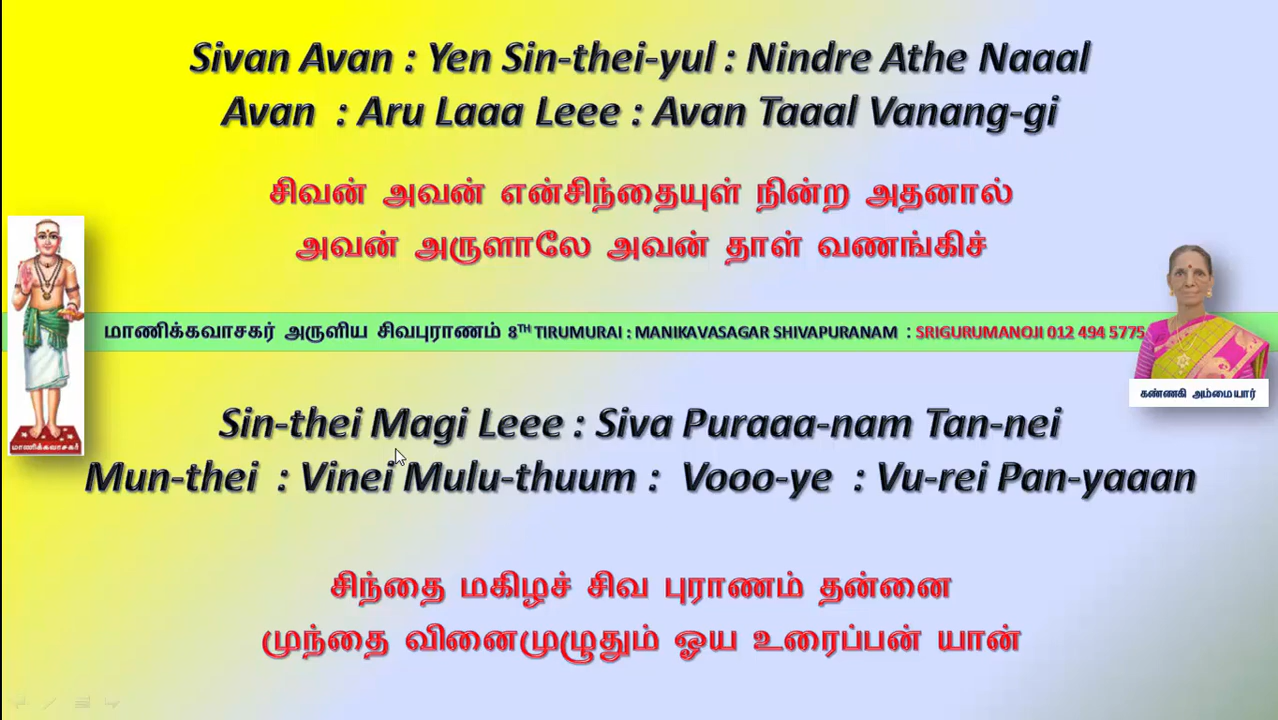 Sivan Avan : Yen Sin-thei-yul : Nindre Athe Naaal
Avan : Aru Laaa Leee : Avan Taaal Vanang-gi
சிவன் அவன் என்சிந்தையுள் நின்ற அதனால்
அவன் அருளாலே அவன் தாள் வணங்கிச்
மாணிக்கவாசகர் அருளிய சிவபுராணம் 8TH TIRUMURAI : MANIKAVASAGAR SHIVAPURANAM : SRIGURUMANOJI 012 494 5775
கண்ணகி அம்மையார்
மாணிக்கவாசகர்
Sin-thei Magi Leee : Siva Puraaa-nam Tan-nei
Mun-thei : Vinei Mulu-thuum : Vooo-ye : Vu-rei Pan-yaaan
சிந்தை மகிழச் சிவ புராணம் தன்னை
முந்தை வினைமுழுதும் ஓய உரைப்பன் யான்